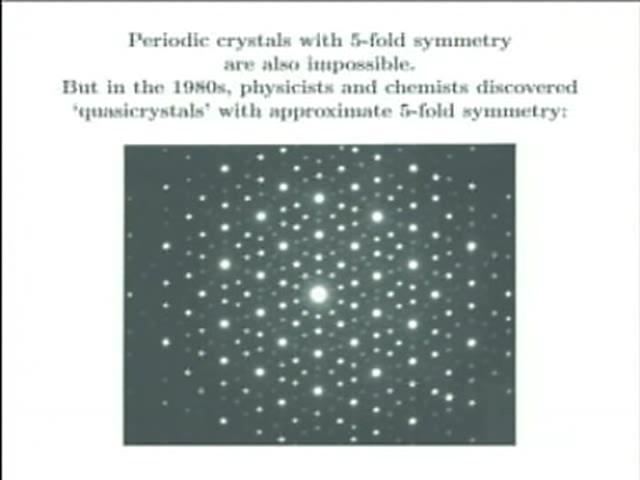 Periodic crystals with 5-fold symmetry
are also impossible.
But in the 1980s, physicists and chemists discovered
‘quasicrystals’ with approximate 5-fold symmetry: